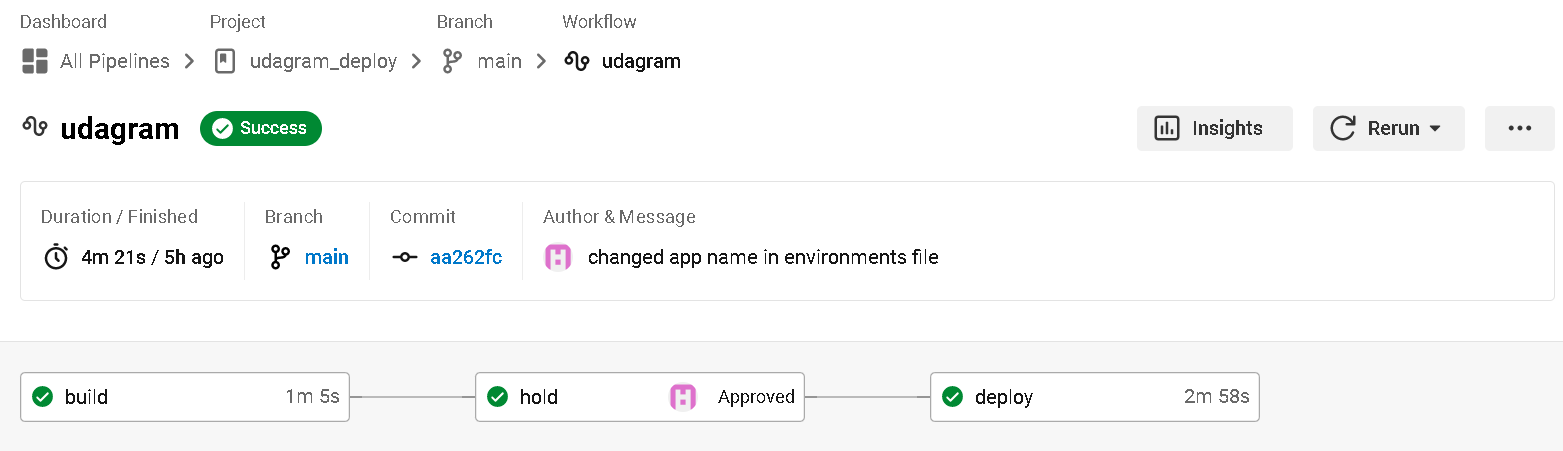 Dashboard Project Branch Workflow
All Pipelines udagram_deploy main udagram
udagram Success Insights Rerun
Duration / Finished Branch Commit Author & Message
4m 21s / 5h ago main aa262fc changed app name in environments file
build 1m 5s hold Approved deploy 2m 58s